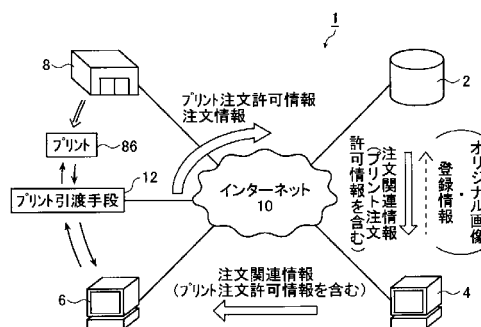 1
8
2
プリント注文許可情報
注文情報
プリント
86
12
プリント引渡手段
インターネット
10
注文関連情報
(プリント注文
許可情報を含む)
オリジナル画像
・
登録情報
6
注文関連情報
(プリント注文許可情報を含む)
4